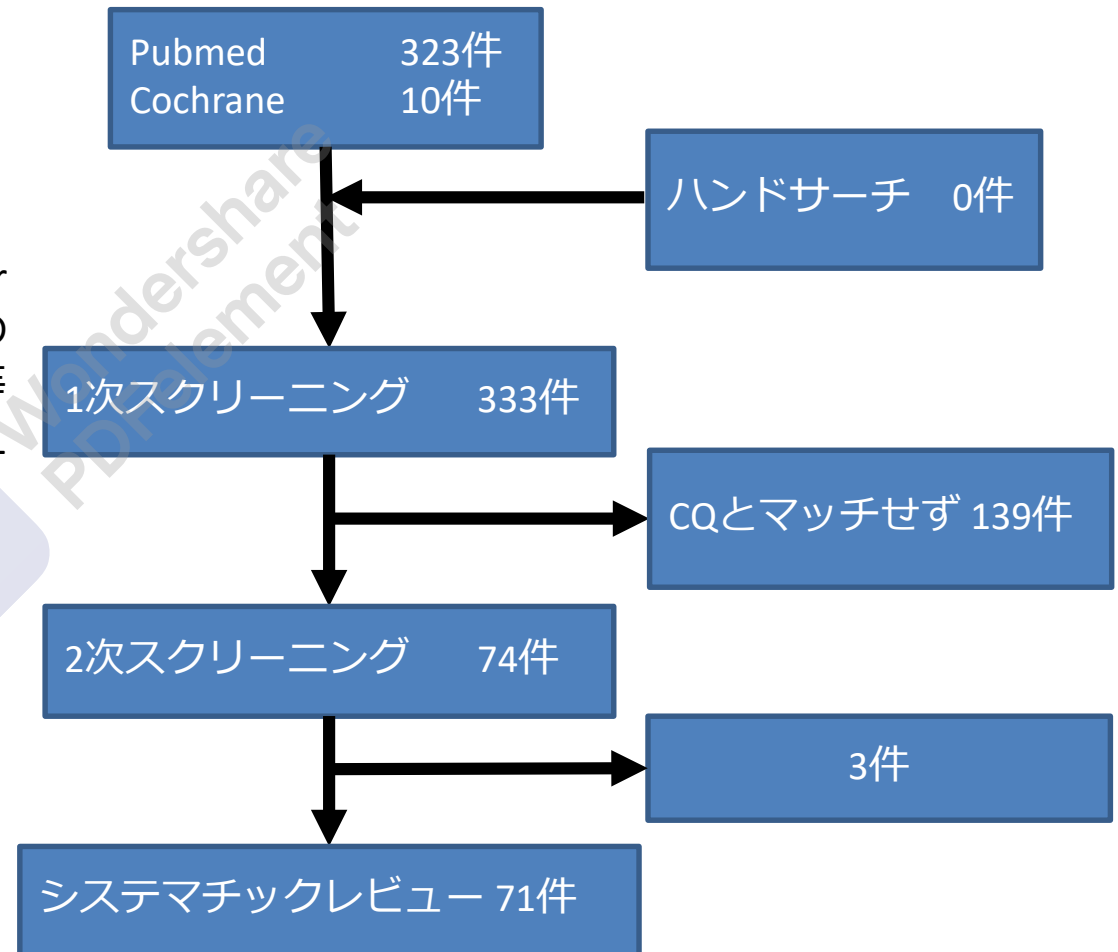 Pubmed 323件
Cochrane 10件
ハンドサーチ 0件
1次スクリーニング 333件
CQとマッチせず 139件
2次スクリーニング 74件
3件
システマチックレビュー 71件
Wondershare
PDFelement